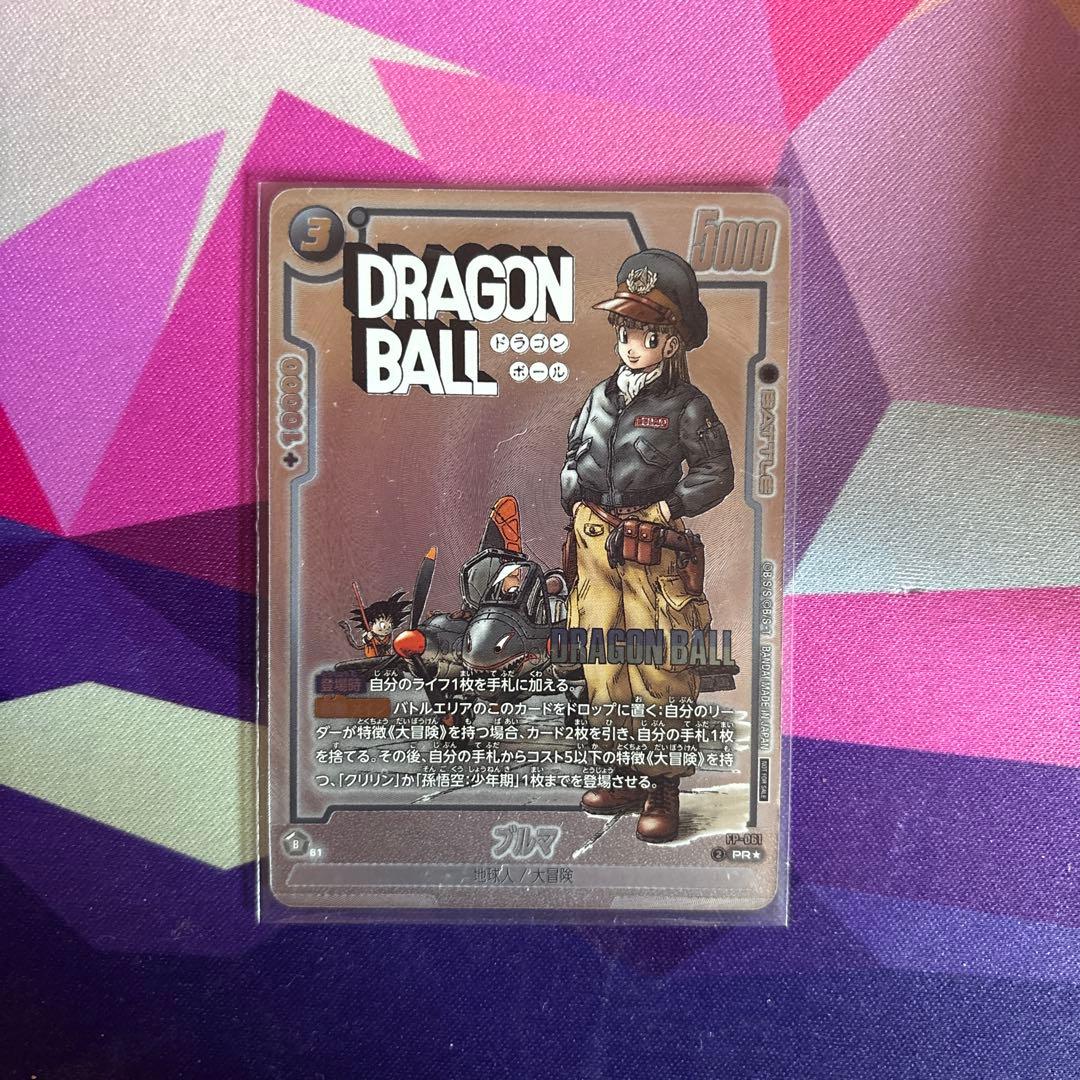 3
5000
DRAGON
BALL
ドラゴン
ボール
10000
BATTLE
DRAGON BALL
登場時 自分のライフ1枚を手札に加える。
バトルエリアのこのカードをドロップに置く:自分のリー
ダーが特徴《大冒険》を持つ場合、カード2枚を引き、自分の手札1枚
を捨てる。その後、自分の手札からコスト5以下の特徴《大冒険》を持
つ、「クリリン」か「孫悟空:少年期」1枚までを登場させる。
©B.S/S ©B/S・T BANDAI MADE IN JAPAN
NOT FOR SALE
FP-061
2 PR★
B
B1
ブルマ
地球人 / 大冒険